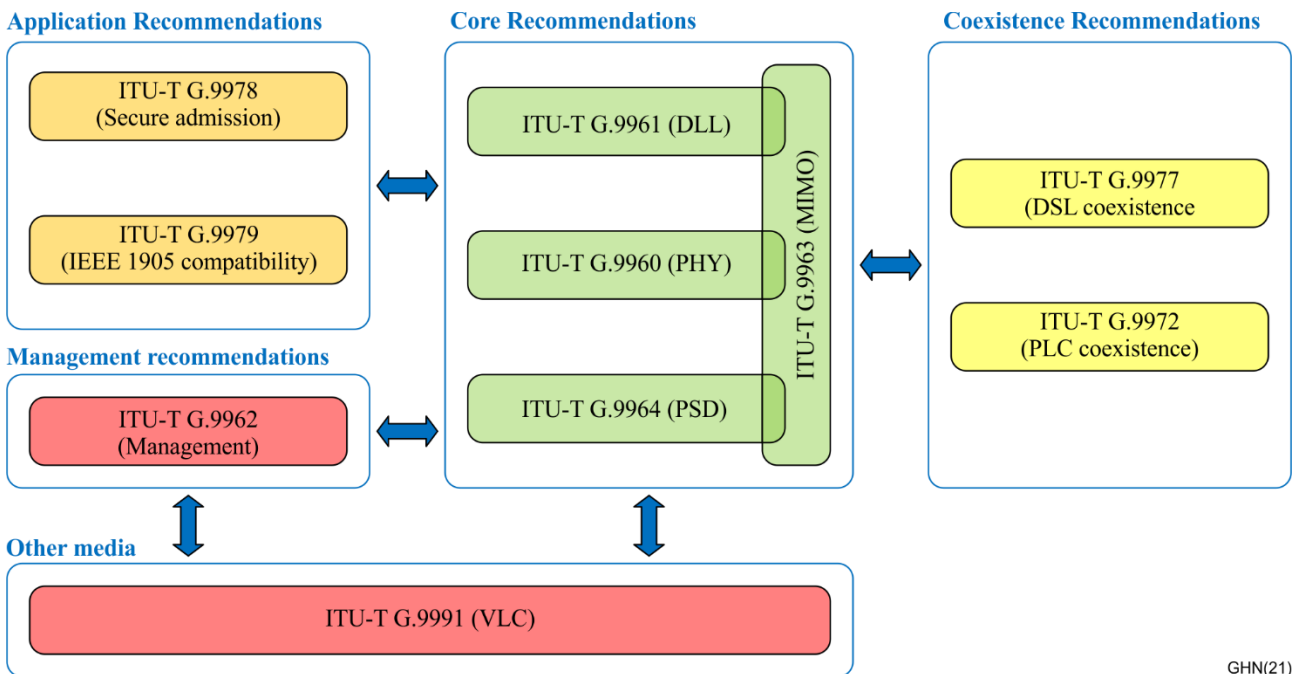 Application Recommendations
ITU-T G.9978
(Secure admission)
ITU-T G.9979
(IEEE 1905 compatibility)
Management recommendations
ITU-T G.9962
(Management)
Core Recommendations
ITU-T G.9961 (DLL)
ITU-T G.9960 (PHY)
ITU-T G.9964 (PSD)
ITU-T G.9963 (MIMO)
Coexistence Recommendations
ITU-T G.9977
(DSL coexistence
ITU-T G.9972
(PLC coexistence)
Other media
ITU-T G.9991 (VLC)
GHN(21)